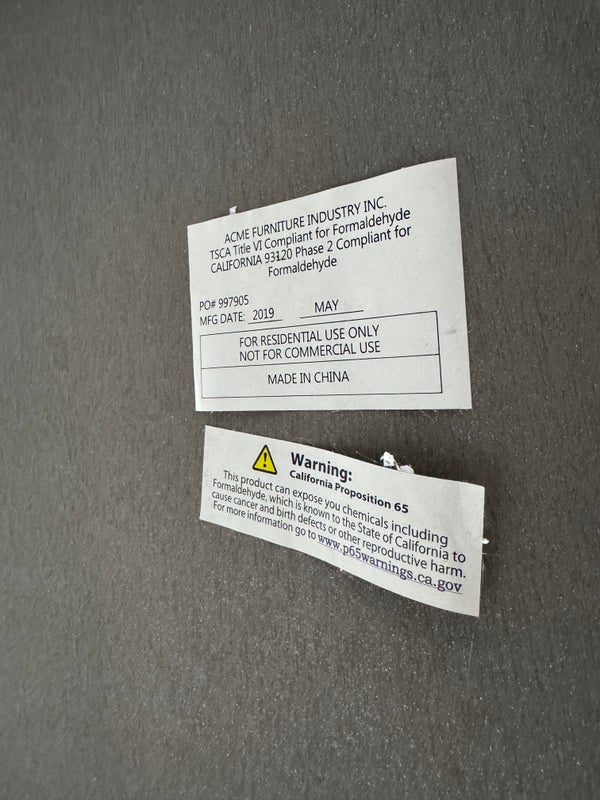 ACME FURNITURE INDUSTRY INC.
TSCA Title VI Compliant for Formaldehyde
CALIFORNIA 93120 Phase 2 Compliant for
Formaldehyde
PO# 997905
MFG DATE: 2019 MAY
FOR RESIDENTIAL USE ONLY
NOT FOR COMMERCIAL USE
MADE IN CHINA
Warning:
California Proposition 65
This product can expose you chemicals including
Formaldehyde, which is known to the State of California to
cause cancer and birth defects or other reproductive harm.
For more information go to www.p65warnings.ca.gov